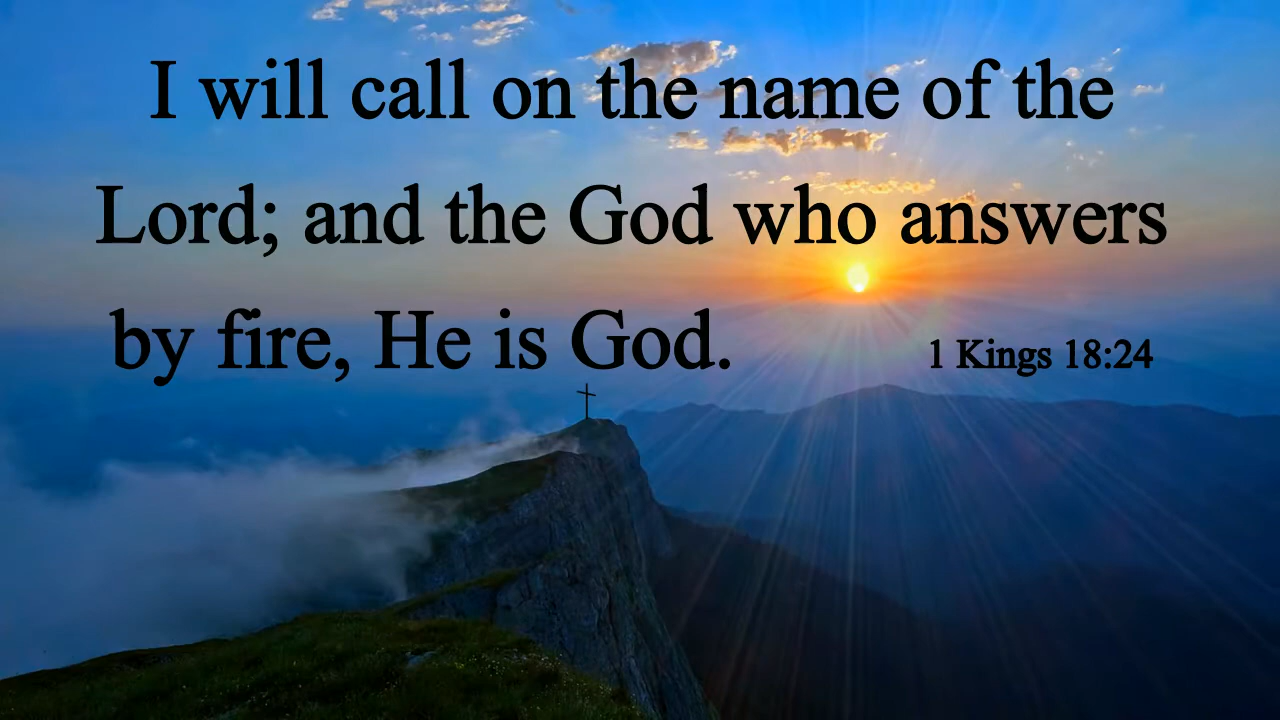 I will call on the name of the
Lord; and the God who answers
by fire, He is God.
1 Kings 18:24